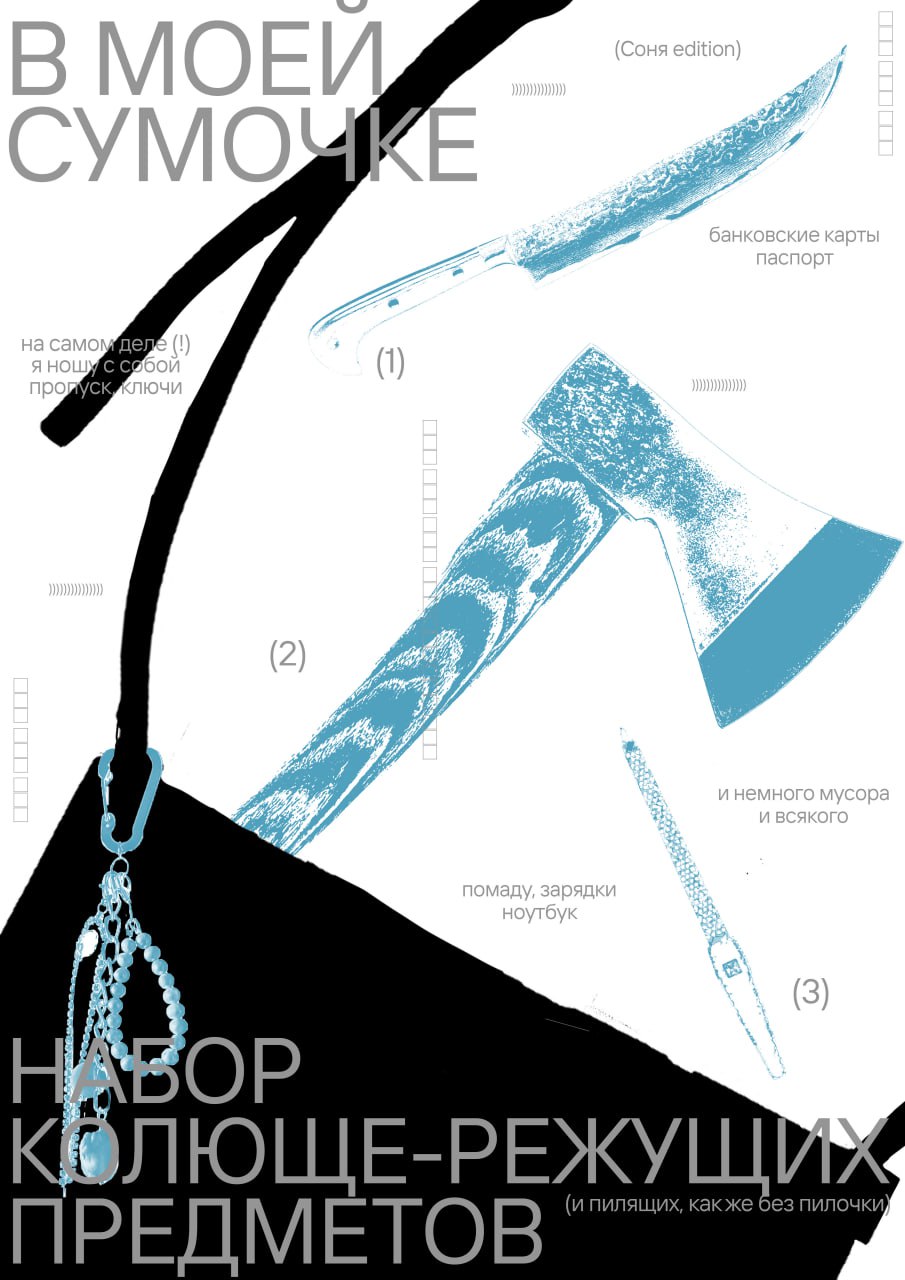 В МОЕЙ
СУМОЧКЕ
(Соня edition)
))))))))))))))))
банковские карты
паспорт
на самом деле (!)
я ношу с собой
пропуск, ключи
(1)
))))))))))))))))
))))))))))))))))
(2)
и немного мусора
и всякого
помаду, зарядки
ноутбук
(3)
НАБОР
КОЛЮЩЕ-РЕЖУЩИХ
(и пилящих, как же без пилочки)
ПРЕДМЕТОВ